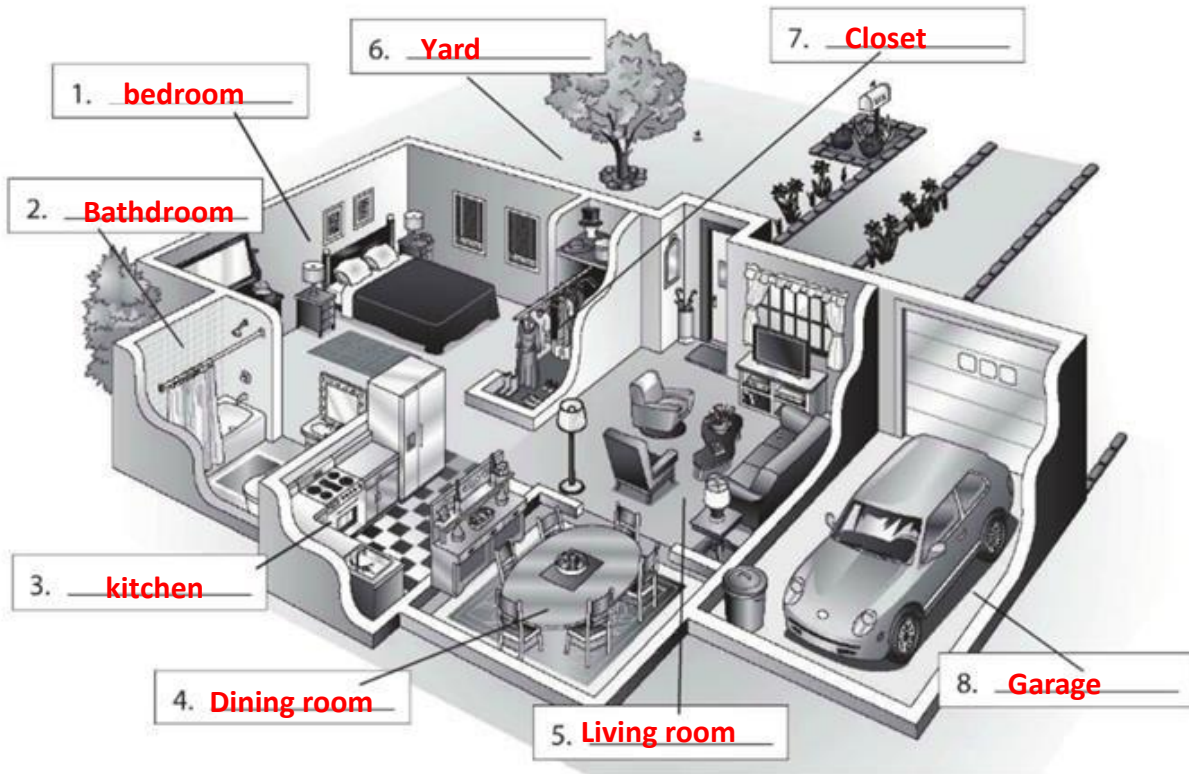 6. Yard
7. Closet
1. bedroom
2. Bathdroom
3. kitchen
4. Dining room
5. Living room
8. Garage